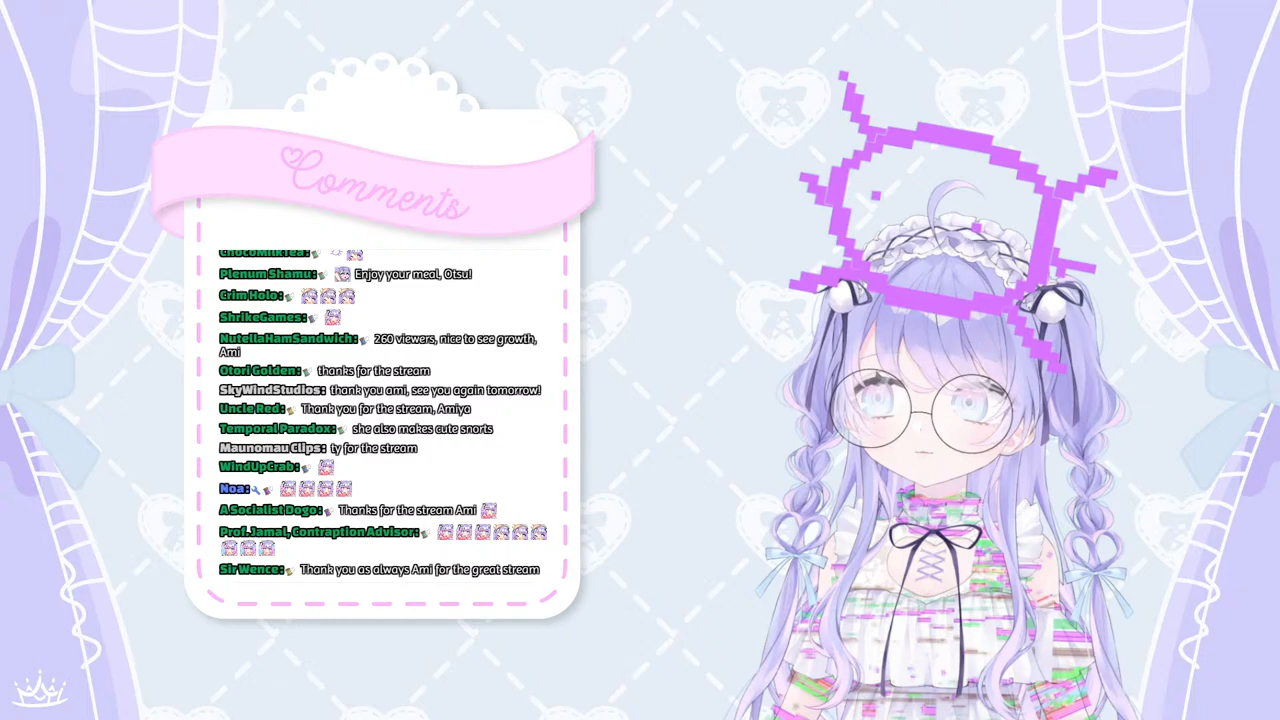 Comments
ChocoMilkTea:
Plenum Shamu: Enjoy your meal, Otsu!
Crim Holo:
ShrikeGames:
NutellaHamSandwich: 260 viewers, nice to see growth,
Ami
Otori Golden: thanks for the stream
SkyWindStudios: thank you ami, see you again tomorrow!
Uncle Red: Thank you for the stream, Amiya
Temporal Paradox: she also makes cute snorts
Maunomau Clips: ty for the stream
WindUpCrab:
Noa:
A Socialist Dogo: Thanks for the stream Ami
Prof. Jamal, Contraption Advisor:
Sir Wence: Thank you as always Ami for the great stream